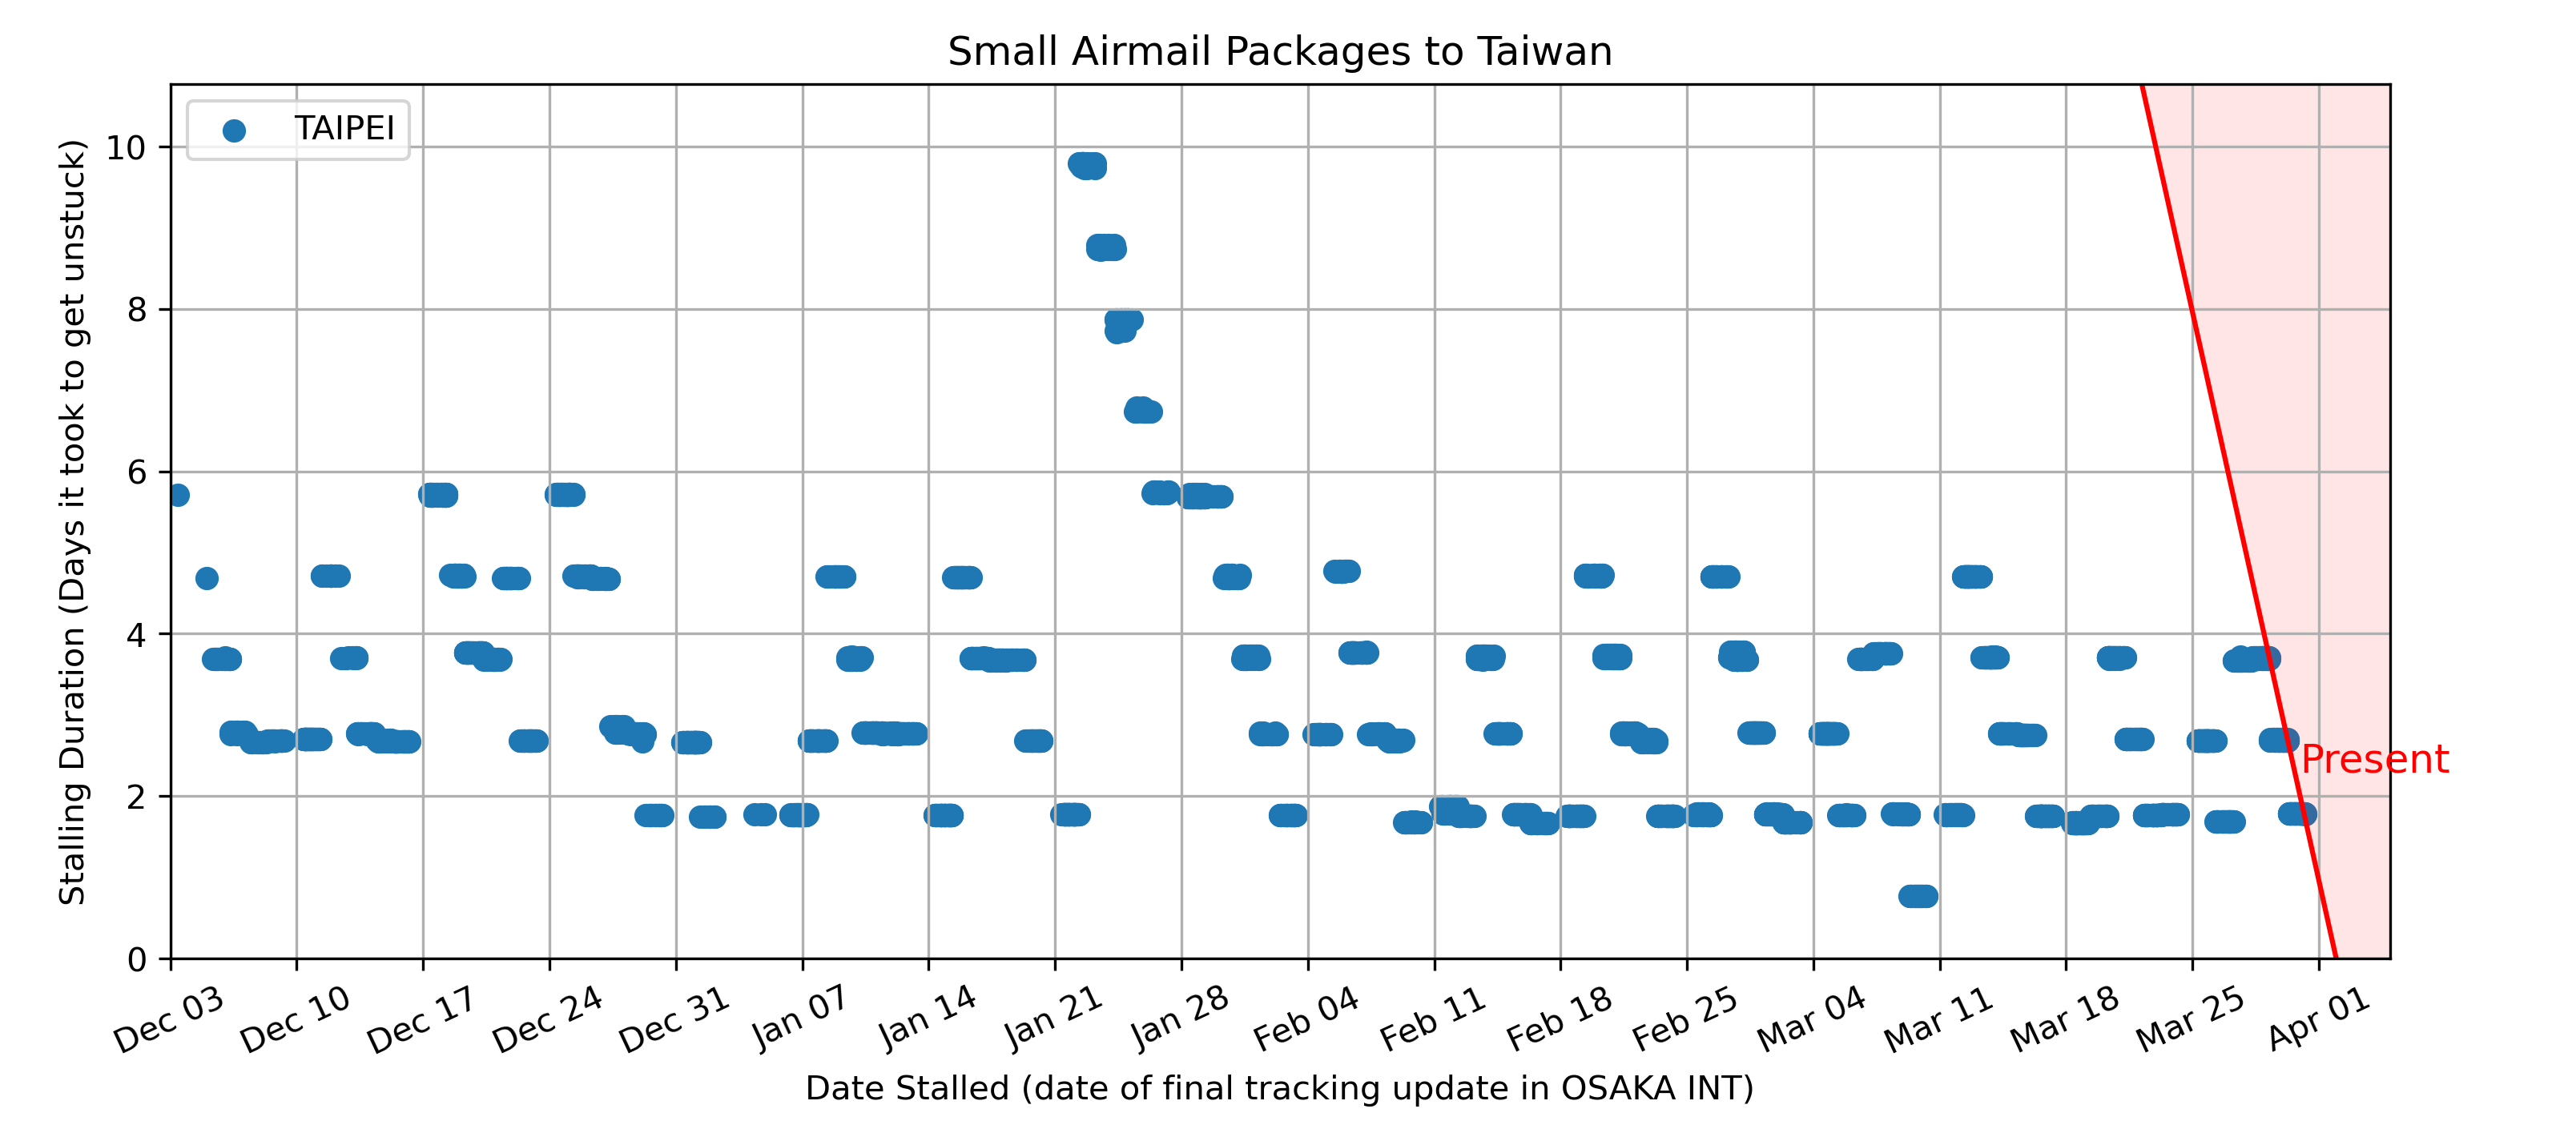 Small Airmail Packages to Taiwan
TAIPEI
Stalling Duration (Days it took to get unstuck)
10
8
6
4
2
0
Present
Dec 03
Dec 10
Dec 17
Dec 24
Dec 31
Jan 07
Jan 14
Jan 21
Jan 28
Feb 04
Feb 11
Feb 18
Feb 25
Mar 04
Mar 11
Mar 18
Mar 25
Apr 01
Date Stalled (date of final tracking update in OSAKA INT)